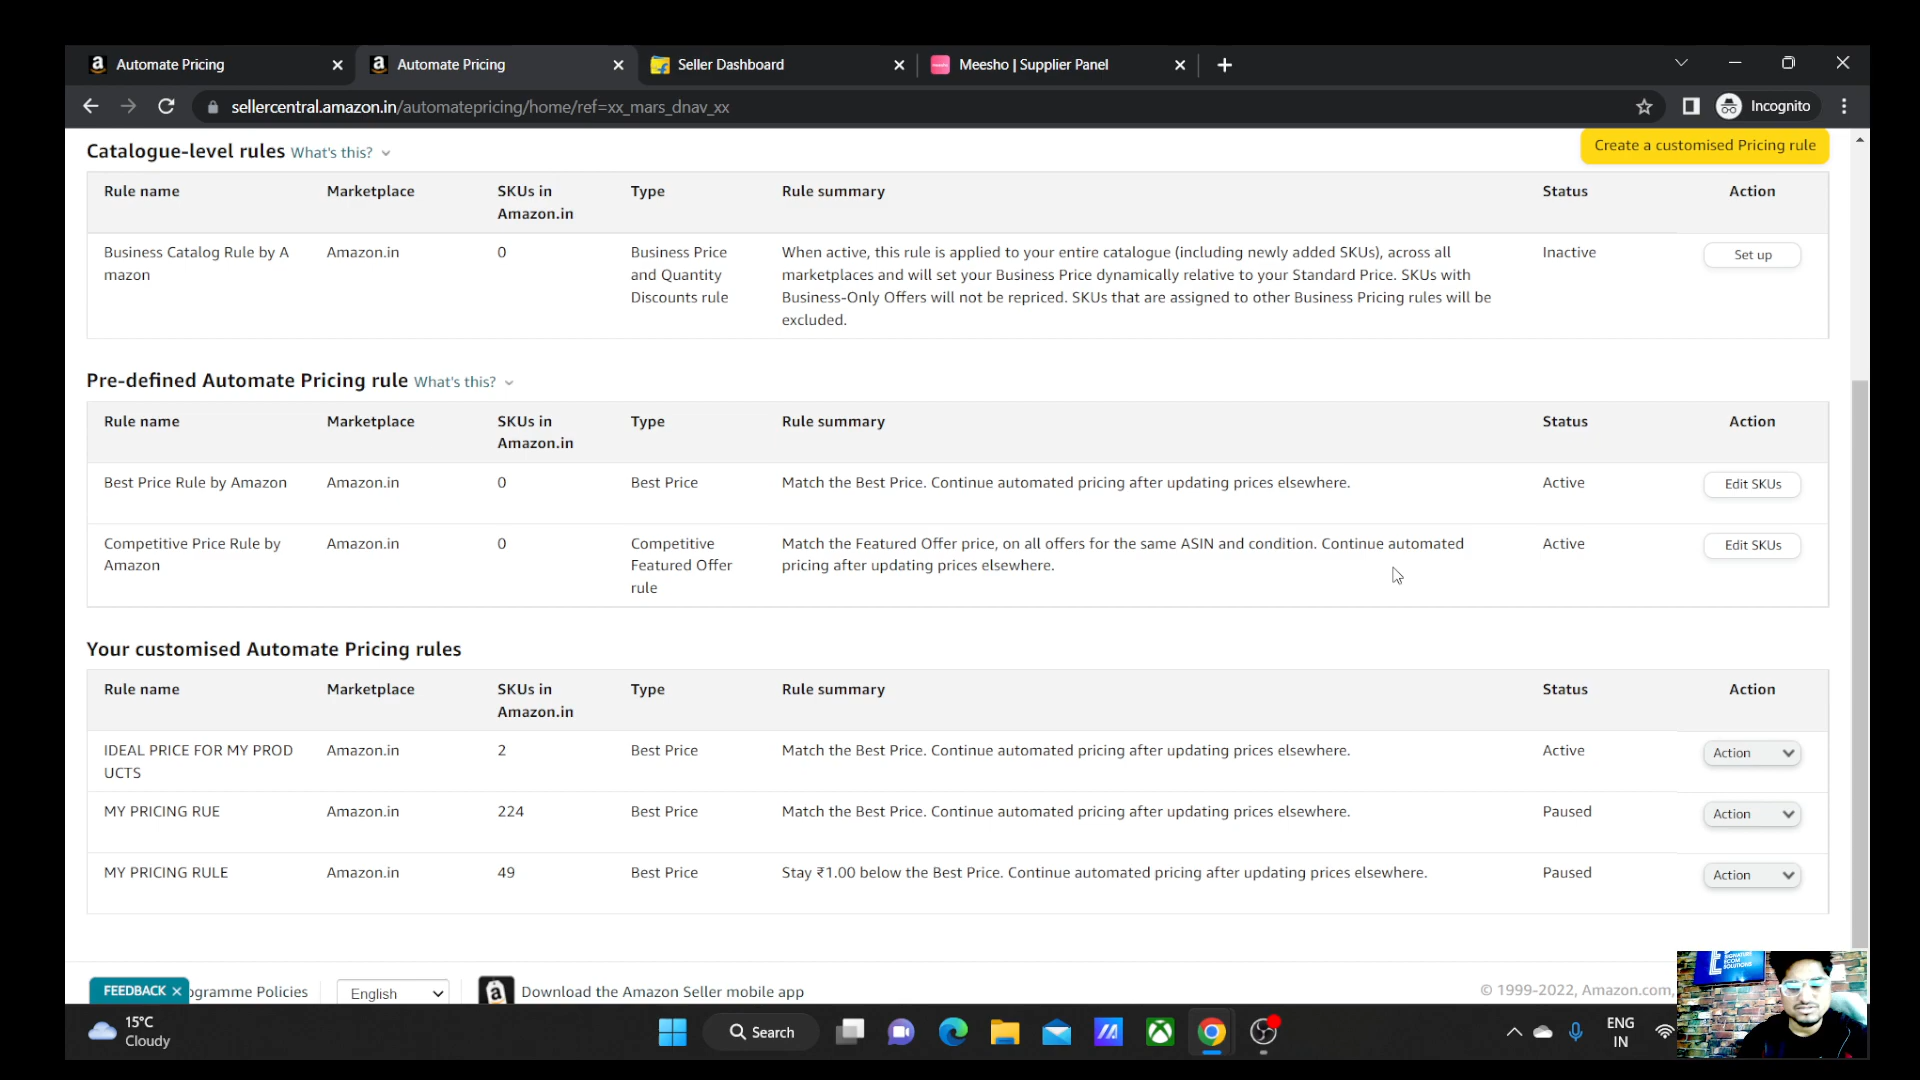 Automate Pricing
Automate Pricing
Seller Dashboard
Meesho | Supplier Panel
sellercentral.amazon.in/automatepricing/home/ref=xx_mars_dnav_xx
Incognito
Catalogue-level rules What's this?
Create a customised Pricing rule
Rule name
Marketplace
SKUs in
Amazon.in
Type
Rule summary
Status
Action
Business Catalog Rule by A
mazon
Amazon.in
0
Business Price
and Quantity
Discounts rule
When active, this rule is applied to your entire catalogue (including newly added SKUs), across all
marketplaces and will set your Business Price dynamically relative to your Standard Price. SKUs with
Business-Only Offers will not be repriced. SKUs that are assigned to other Business Pricing rules will be
excluded.
Inactive
Set up
Pre-defined Automate Pricing rule What's this?
Rule name
Marketplace
SKUs in
Amazon.in
Type
Rule summary
Status
Action
Best Price Rule by Amazon
Amazon.in
0
Best Price
Match the Best Price. Continue automated pricing after updating prices elsewhere.
Active
Edit SKUs
Competitive Price Rule by
Amazon
Amazon.in
0
Competitive
Featured Offer
rule
Match the Featured Offer price, on all offers for the same ASIN and condition. Continue automated
pricing after updating prices elsewhere.
Active
Edit SKUs
Your customised Automate Pricing rules
Rule name
Marketplace
SKUs in
Amazon.in
Type
Rule summary
Status
Action
IDEAL PRICE FOR MY PROD
UCTS
Amazon.in
2
Best Price
Match the Best Price. Continue automated pricing after updating prices elsewhere.
Active
Action
MY PRICING RUE
Amazon.in
224
Best Price
Match the Best Price. Continue automated pricing after updating prices elsewhere.
Paused
Action
MY PRICING RULE
Amazon.in
49
Best Price
Stay ₹1.00 below the Best Price. Continue automated pricing after updating prices elsewhere.
Paused
Action
FEEDBACK
ogramme Policies
English
Download the Amazon Seller mobile app
© 1999-2022, Amazon.com,
SIGNATURE
ECOM
SOLUTIONS
15°C
Cloudy
Search
ENG
IN